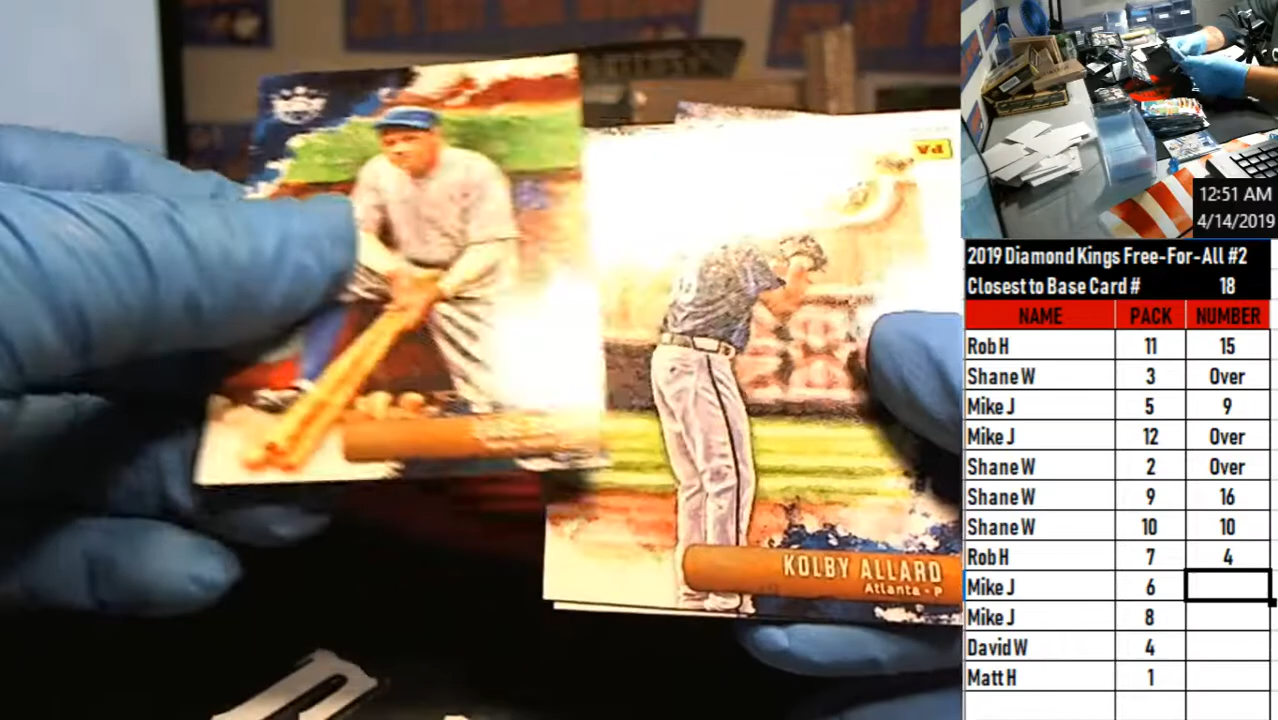 PA
KOLBY ALLARD
Atlanta - P
12:51 AM
4/14/2019
2019 Diamond Kings Free-For-All #2
Closest to Base Card # 18
NAME PACK NUMBER
Rob H 11 15
Shane W 3 Over
Mike J 5 9
Mike J 12 Over
Shane W 2 Over
Shane W 9 16
Shane W 10 10
Rob H 7 4
Mike J 6
Mike J 8
David W 4
Matt H 1